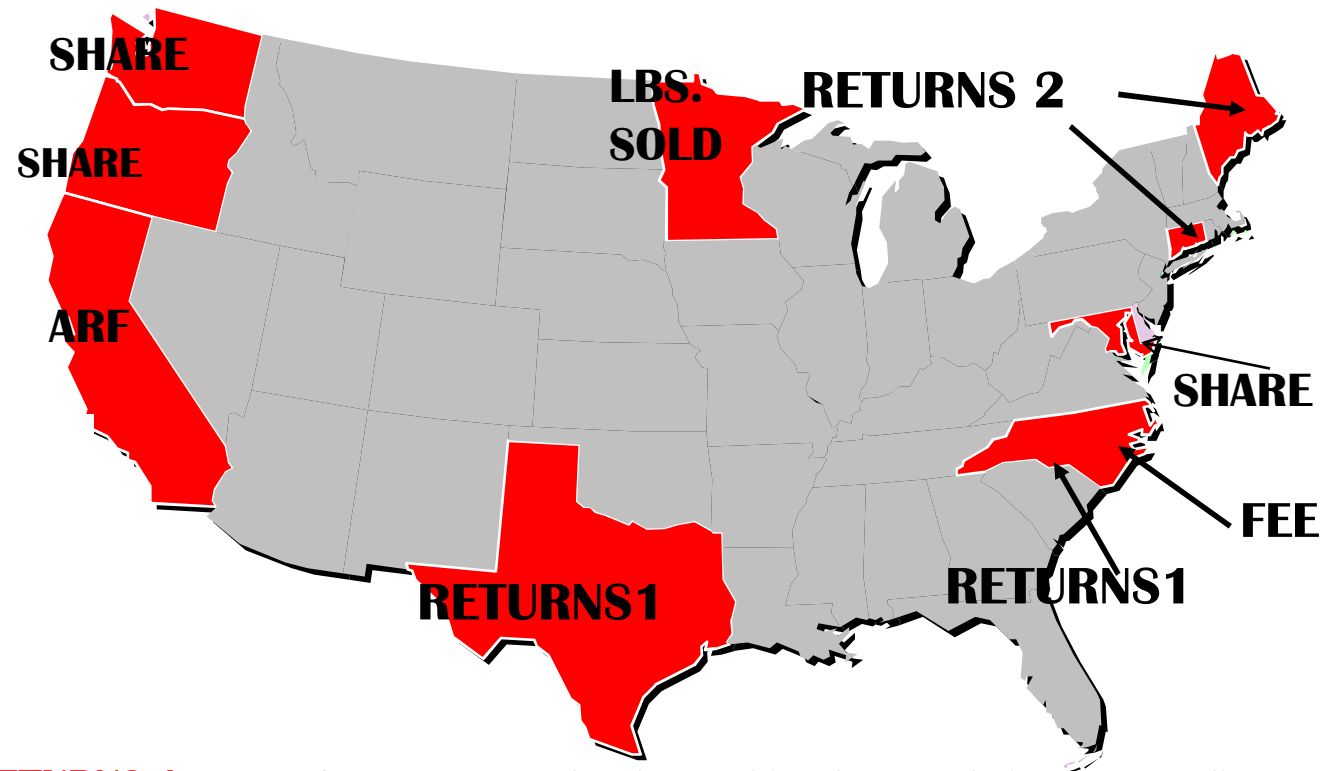 SHARE
LBS.
SOLD
RETURNS 2
SHARE
ARF
SHARE
FEE
RETURNS1
RETURNS1